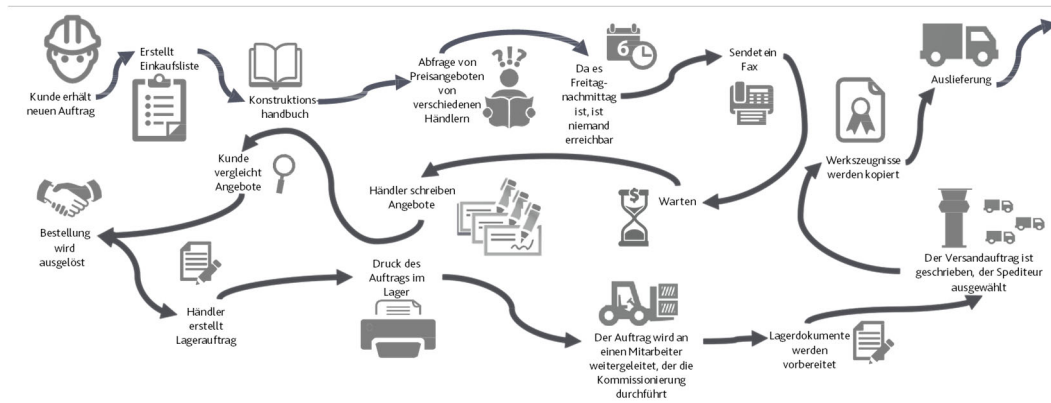 Kunde erhält
neuen Auftrag
Erstellt
Einkaufsliste
Konstruktions
handbuch
Abfrage von
Preisangeboten
von
verschiedenen
Händlern
!?!
6
Da es
Freitag-
nachmittag
ist, ist
niemand
erreichbar
Sendet ein
Fax
Warten
$
Händler schreiben
Angebote
Kunde
vergleicht
Angebote
Bestellung
wird
ausgelöst
Händler
erstellt
Lagerauftrag
Druck des
Auftrags im
Lager
Der Auftrag wird an
einen Mitarbeiter
weitergeleitet, der die
Kommissionierung
durchführt
Lagerdokumente
werden
vorbereitet
Der Versandauftrag ist
geschrieben, der Spediteur
ausgewählt
Werkszeugnisse
werden kopiert
Auslieferung